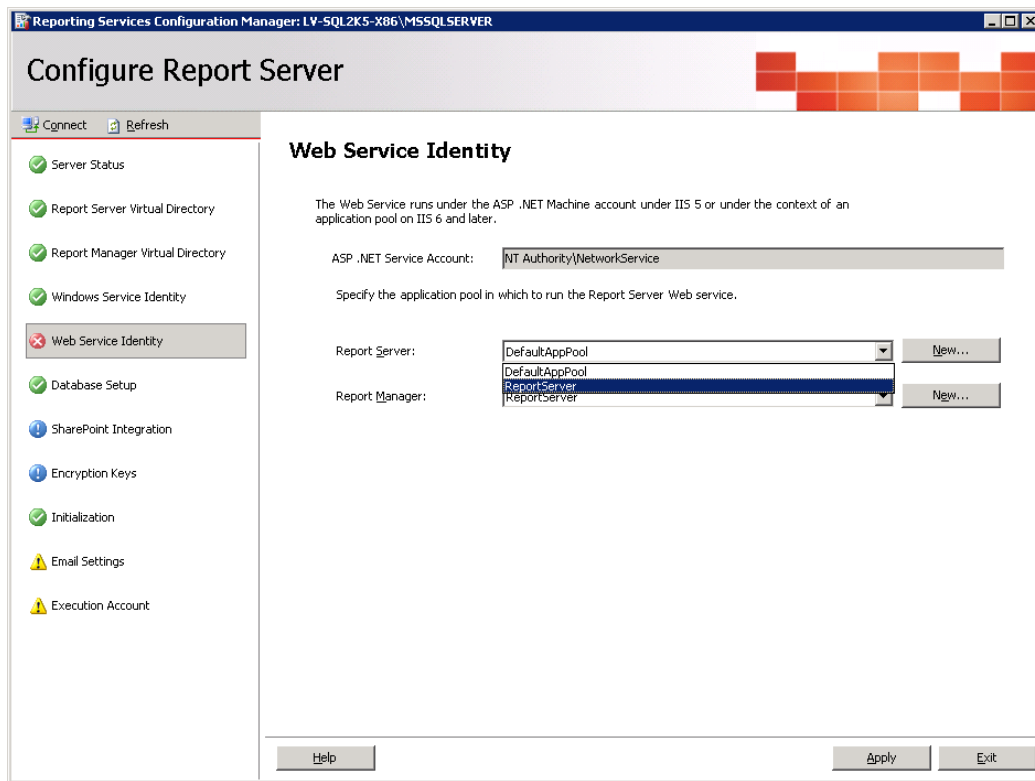 Reporting Services Configuration Manager: LV-SQL2K5-X86\MSSQLSERVER
Configure Report Server
Connect Refresh
Server Status
Report Server Virtual Directory
Report Manager Virtual Directory
Windows Service Identity
Web Service Identity
Database Setup
SharePoint Integration
Encryption Keys
Initialization
Email Settings
Execution Account
Web Service Identity
The Web Service runs under the ASP .NET Machine account under IIS 5 or under the context of an
application pool on IIS 6 and later.
ASP .NET Service Account: NT Authority\NetworkService
Specify the application pool in which to run the Report Server Web service.
Report Server: DefaultAppPool New...
DefaultAppPool
ReportServer
Report Manager: ReportServer New...
Help Apply Exit